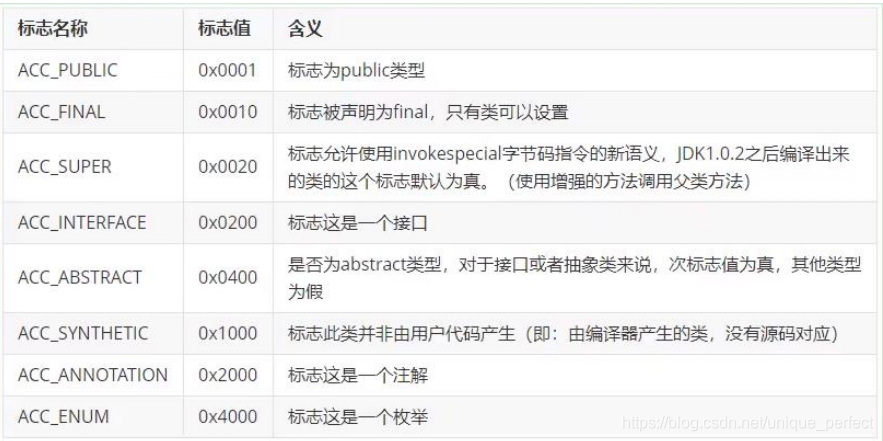 标志名称 标志值 含义
ACC_PUBLIC 0x0001 标志为public类型
ACC_FINAL 0x0010 标志被声明为final，只有类可以设置
ACC_SUPER 0x0020 标志允许使用invokespecial字节码指令的新语义，JDK1.0.2之后编译出来
的类的这个标志默认为真。（使用增强的方法调用父类方法）
ACC_INTERFACE 0x0200 标志这是一个接口
ACC_ABSTRACT 0x0400 是否为abstract类型，对于接口或者抽象类来说，次标志值为真，其他类型
为假
ACC_SYNTHETIC 0x1000 标志此类并非由用户代码产生（即：由编译器产生的类，没有源码对应）
ACC_ANNOTATION 0x2000 标志这是一个注解
ACC_ENUM 0x4000 标志这是一个枚举
https://blog.csdn.net/unique_perfect